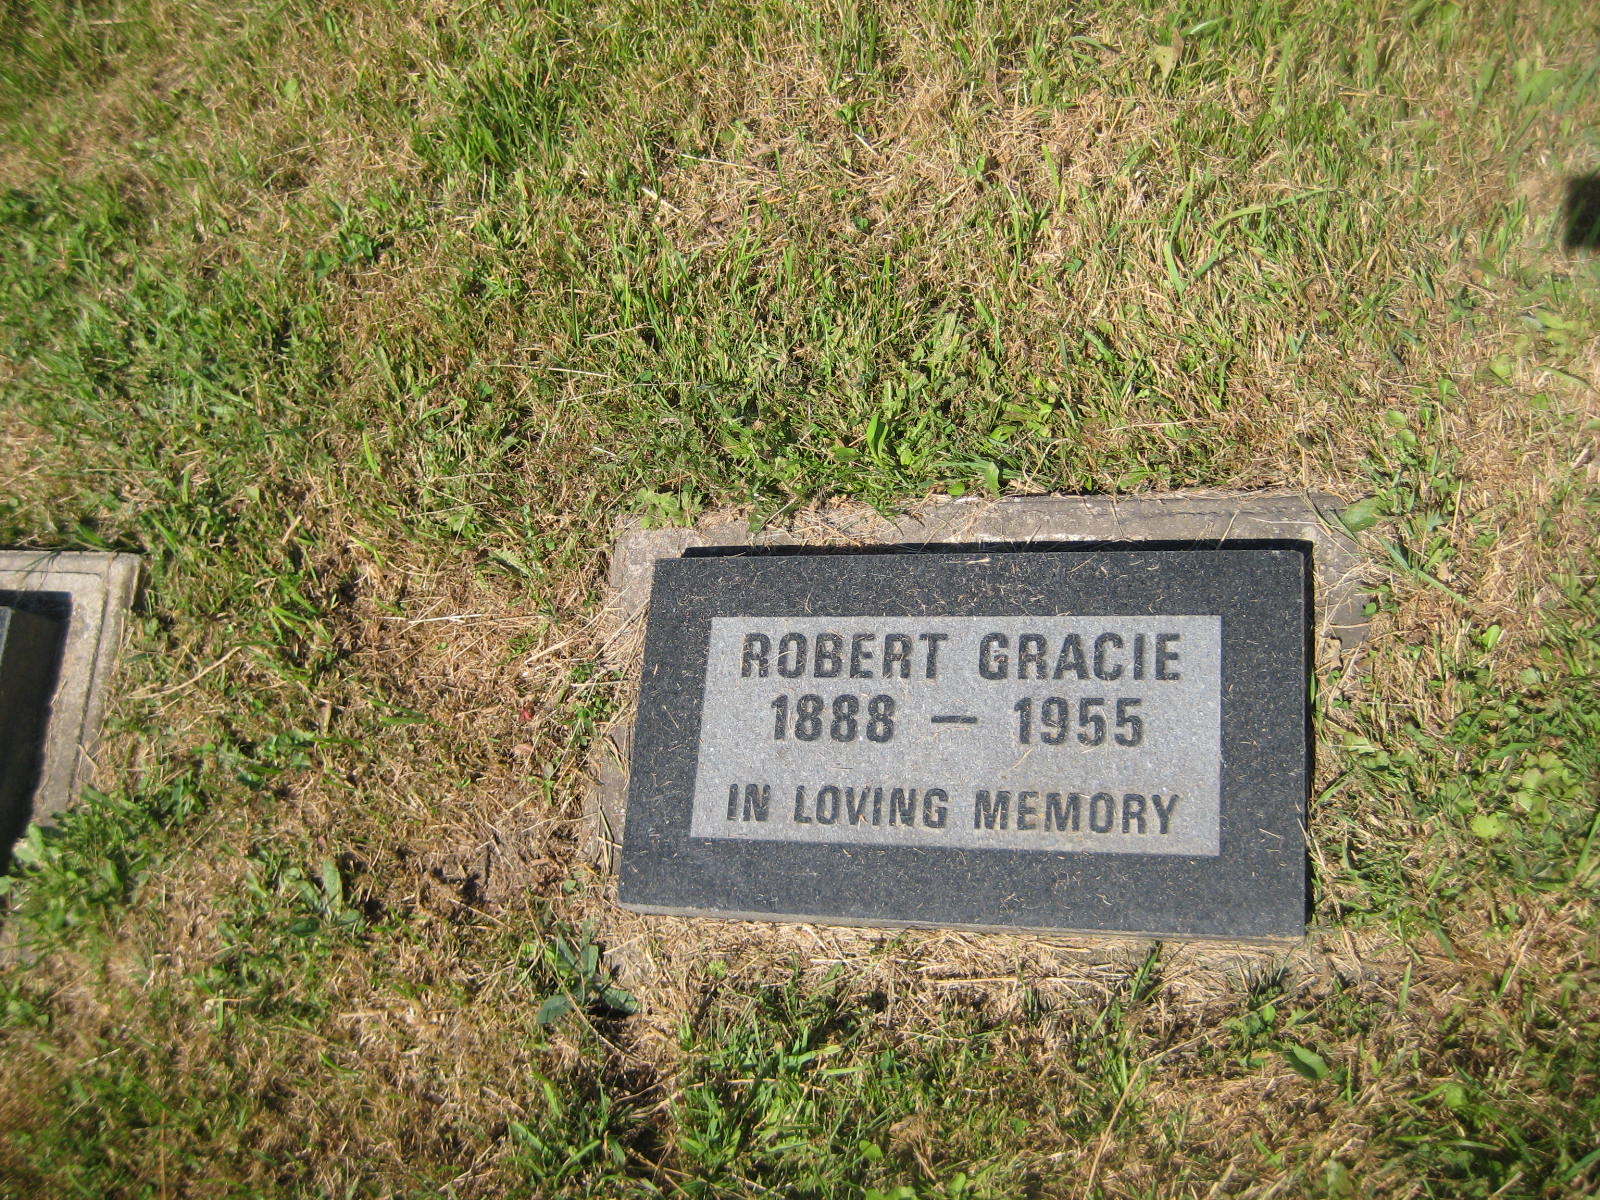 ROBERT GRACIE
1888 — 1955
IN LOVING MEMORY